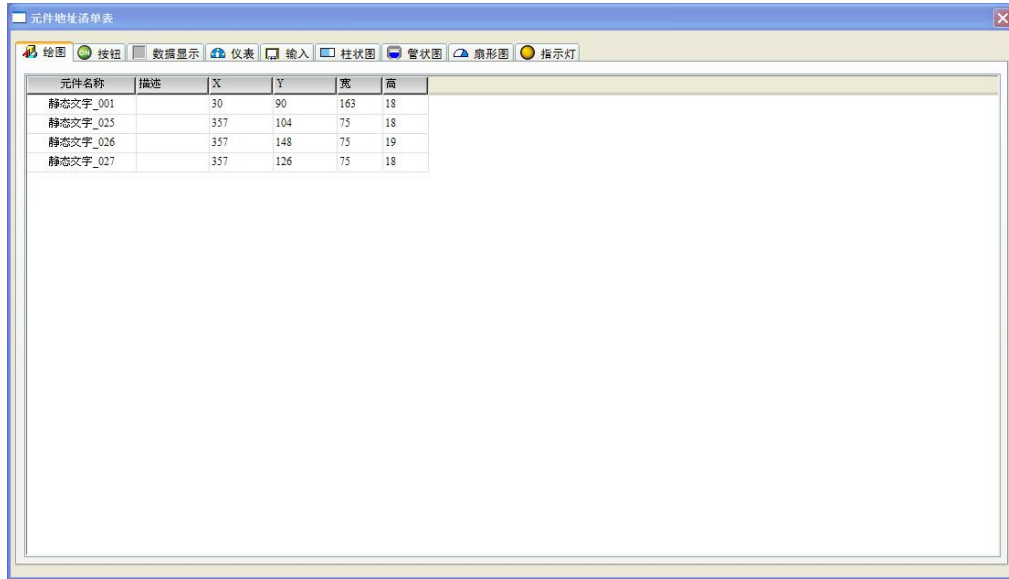 元件地址清单表
绘图 按钮 数据显示 仪表 输入 柱状图 管状图 扇形图 指示灯
元件名称 描述 X Y 宽 高
静态文字_001 30 90 163 18
静态文字_025 357 104 75 18
静态文字_026 357 148 75 19
静态文字_027 357 126 75 18